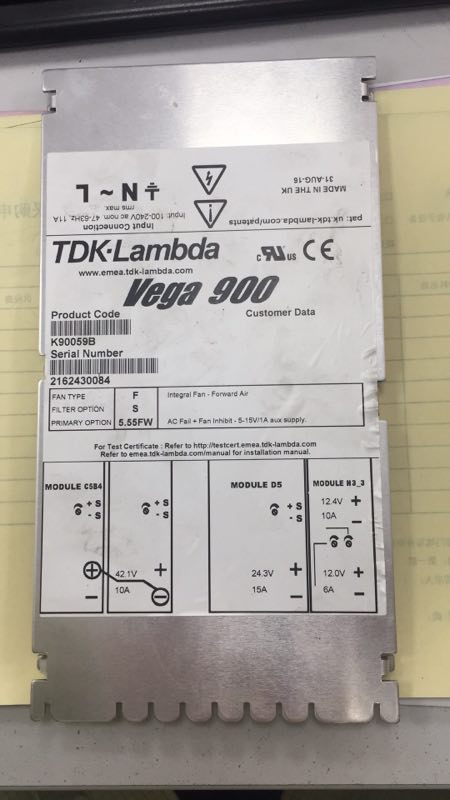 pat: uk.tdk-lambda.com/patents
MADE IN THE UK
31-AUG-16
Input Connection
Input: 100-240V ac nom. 47-63Hz 11A
rms max
N ~ L
TDK-Lambda
c RU us CE
www.emea.tdk-lambda.com
Vega 900
Product Code
Customer Data
K90059B
Serial Number
2162430084
FAN TYPE F Integral Fan - Forward Air
FILTER OPTION S
PRIMARY OPTION 5.55FW AC Fail + Fan Inhibit - 5-15V/1A aux supply.
For Test Certificate : Refer to http://testcert.emea.tdk-lambda.com
Refer to emea.tdk-lambda.com/manual for installation manual.
MODULE C5B4
+ S
- S
+
-
+ S
- S
42.1V +
10A -
MODULE D5
+ S
- S
24.3V +
15A -
MODULE H3_3
12.4V +
10A -
12.0V +
6A -